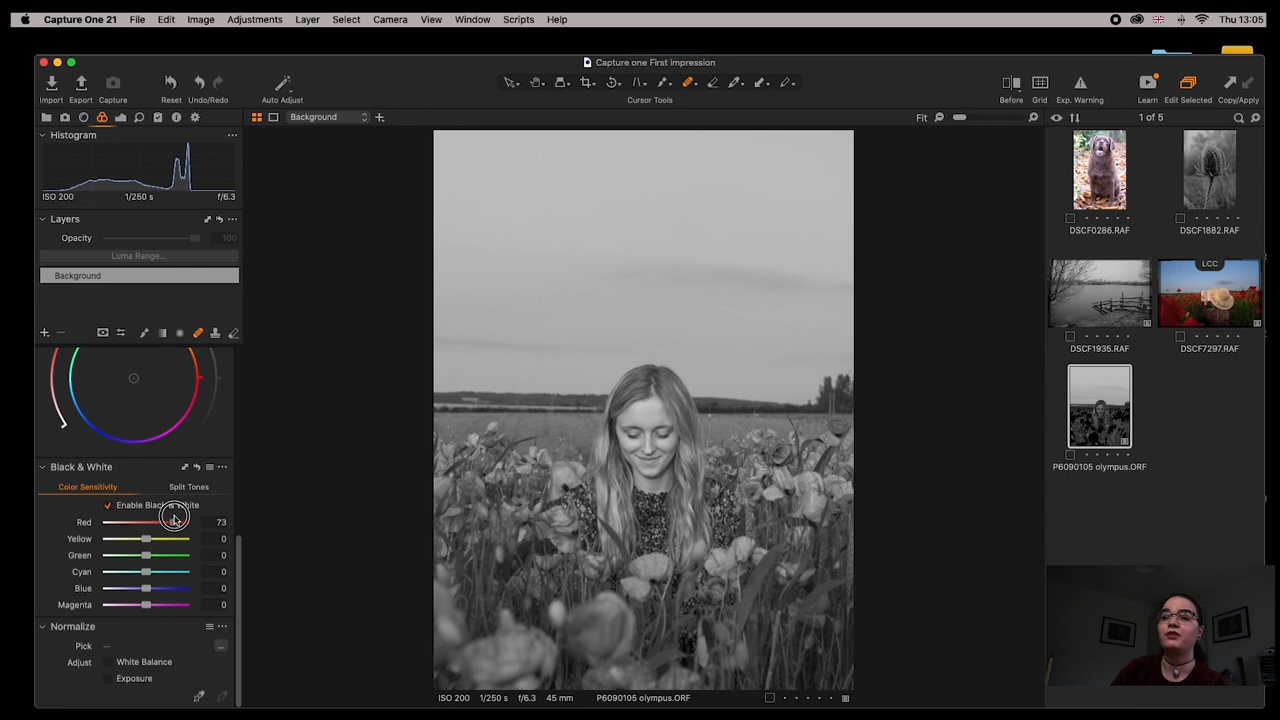 Capture One 21 File Edit Image Adjustments Layer Select Camera View Window Scripts Help Thu 13:05
Capture one First impression
Import Export Capture Reset Undo/Redo Auto Adjust Cursor Tools Before Grid Exp. Warning Learn Edit Selected Copy/Apply
Background Fit 1 of 5
Histogram
ISO 200 1/250 s f/6.3
Layers
Opacity 100
Luma Range...
Background
Black & White
Color Sensitivity Split Tones
Enable Black & White
Red 73
Yellow 0
Green 0
Cyan 0
Blue 0
Magenta 0
Normalize
Pick -- ...
Adjust White Balance
Exposure
ISO 200 1/250 s f/6.3 45 mm P6090105 olympus.ORF
DSCF0286.RAF DSCF1882.RAF
LCC
DSCF1935.RAF DSCF7297.RAF
P6090105 olympus.ORF